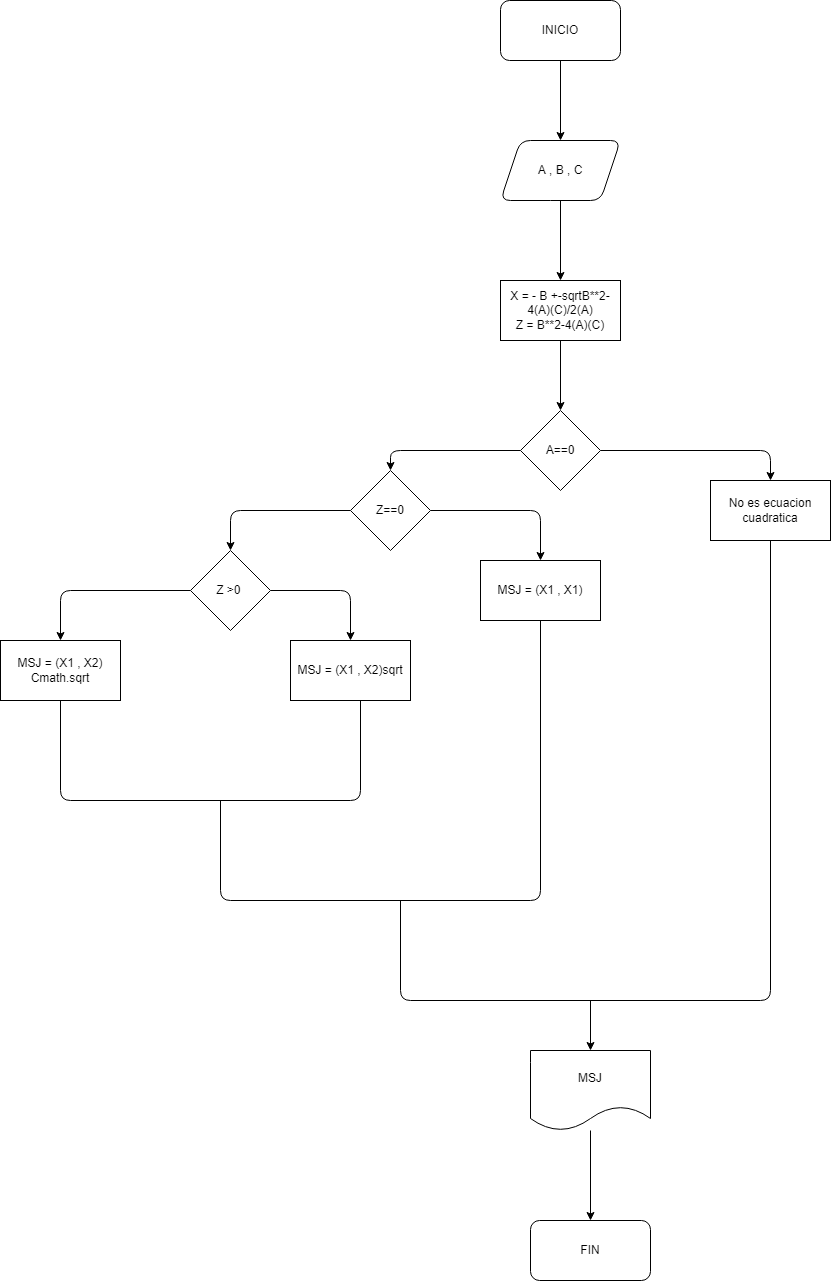 INICIO
A , B , C
X = - B +-sqrtB**2-
4(A)(C)/2(A)
Z = B**2-4(A)(C)
A==0
Z==0
No es ecuacion
cuadratica
Z >0
MSJ = (X1 , X1)
MSJ = (X1 , X2)
Cmath.sqrt
MSJ = (X1 , X2)sqrt
MSJ
FIN